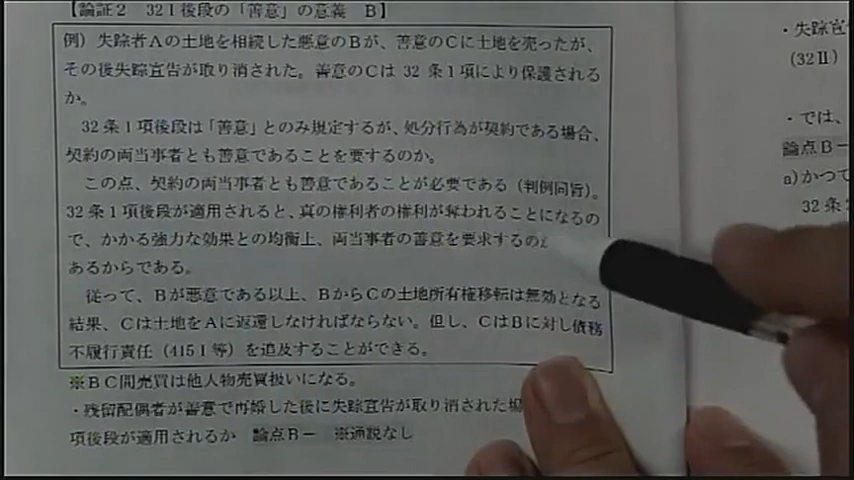 【論証2 32Ⅰ後段の「善意」の意義 B】
例）失踪者Aの土地を相続した悪意のBが、善意のCに土地を売ったが、
その後失踪宣告が取り消された。善意のCは 32 条1項により保護される
か。
32 条1項後段は「善意」とのみ規定するが、処分行為が契約である場合、
契約の両当事者とも善意であることを要するのか。
この点、契約の両当事者とも善意であることが必要である（判例同旨）。
32 条1項後段が適用されると、真の権利者の権利が奪われることになるの
で、かかる強力な効果との均衡上、両当事者の善意を要求するの
あるからである。
従って、Bが悪意である以上、BからCの土地所有権移転は無効となる
結果、Cは土地をAに返還しなければならない。但し、CはBに対し債務
不履行責任（415Ⅰ等）を追及することができる。
※BC間売買は他人物売買扱いになる。
・残留配偶者が善意で再婚した後に失踪宣告が取り消された場
項後段が適用されるか 論点B－ ※通説なし
・失踪宣
(32Ⅱ)
・では、
論点B－
a)かつて
32 条